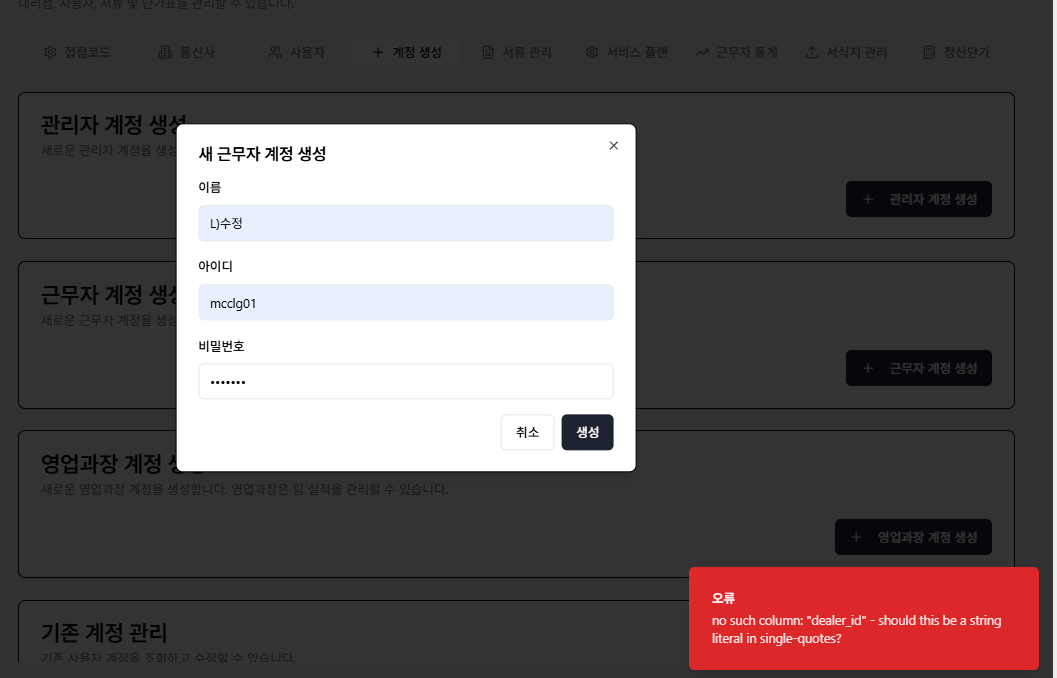 대리점, 사용자, 서류 및 단가표를 관리할 수 있습니다.
접점코드
통신사
사용자
+ 계정 생성
서류 관리
서비스 플랜
근무자 통계
서식지 관리
정산단가
관리자 계정 생성
새로운 관리자 계정을 생성
+ 관리자 계정 생성
새 근무자 계정 생성
×
이름
L)수정
아이디
mcclg01
비밀번호
•••••••
취소
생성
근무자 계정 생성
새로운 근무자 계정을 생성
+ 근무자 계정 생성
영업과장 계정 생성
새로운 영업과장 계정을 생성합니다. 영업과장은 팀 실적을 관리할 수 있습니다.
+ 영업과장 계정 생성
기존 계정 관리
기존 사용자 계정을 조회하고 수정할 수 있습니다.
오류
no such column: "dealer_id" - should this be a string
literal in single-quotes?